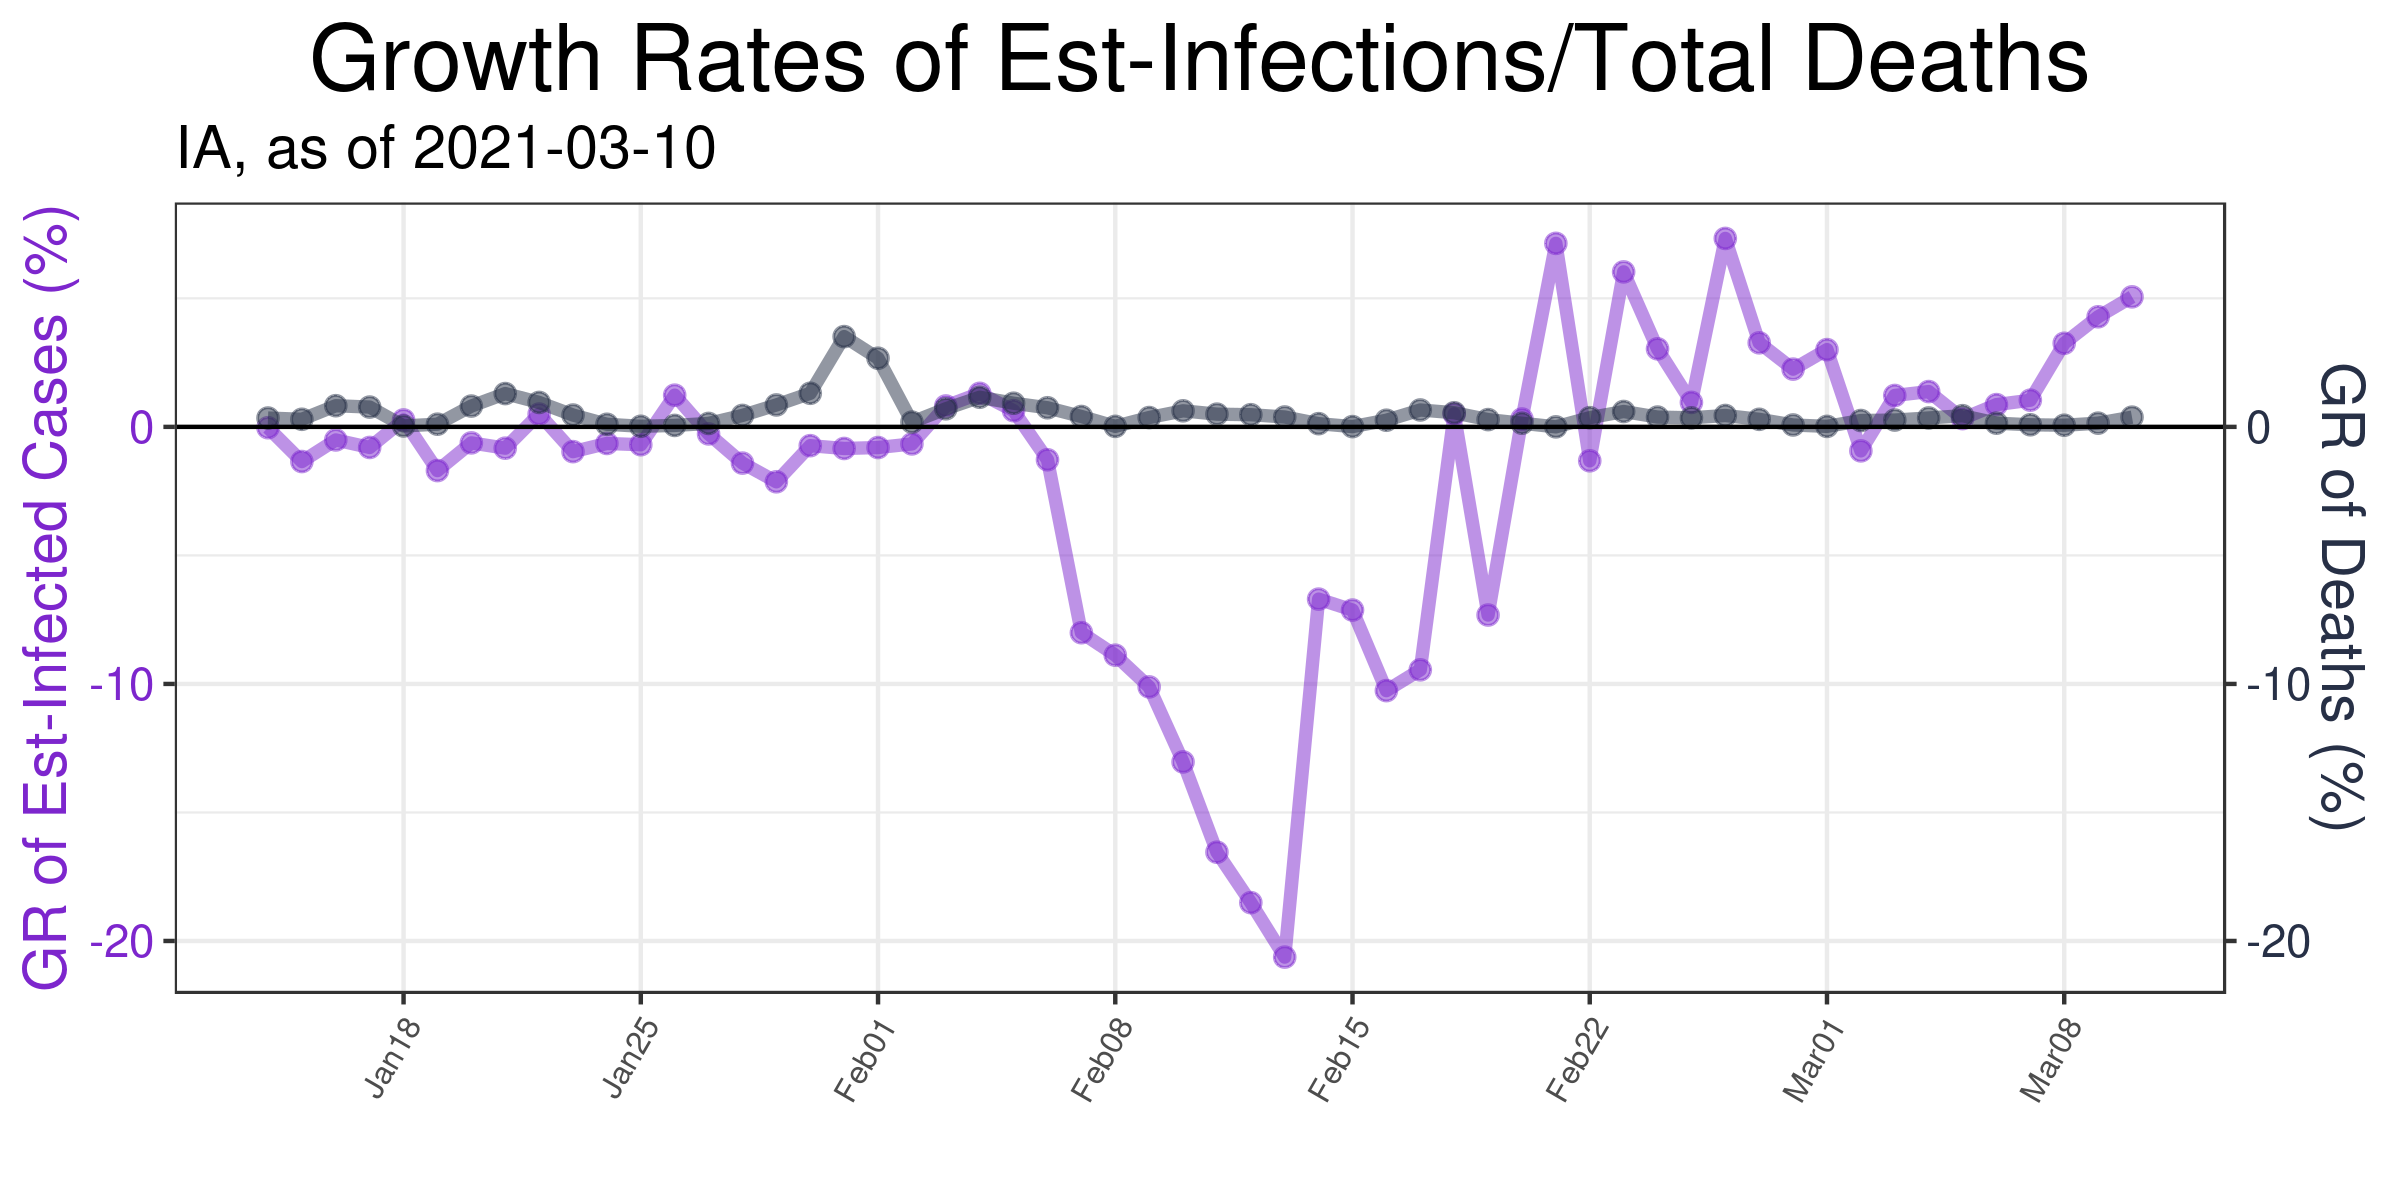 Growth Rates of Est-Infections/Total Deaths
IA, as of 2021-03-10
GR of Est-Infected Cases (%)
0
-10
-20
GR of Deaths (%)
0
-10
-20
Jan18
Jan25
Feb01
Feb08
Feb15
Feb22
Mar01
Mar08